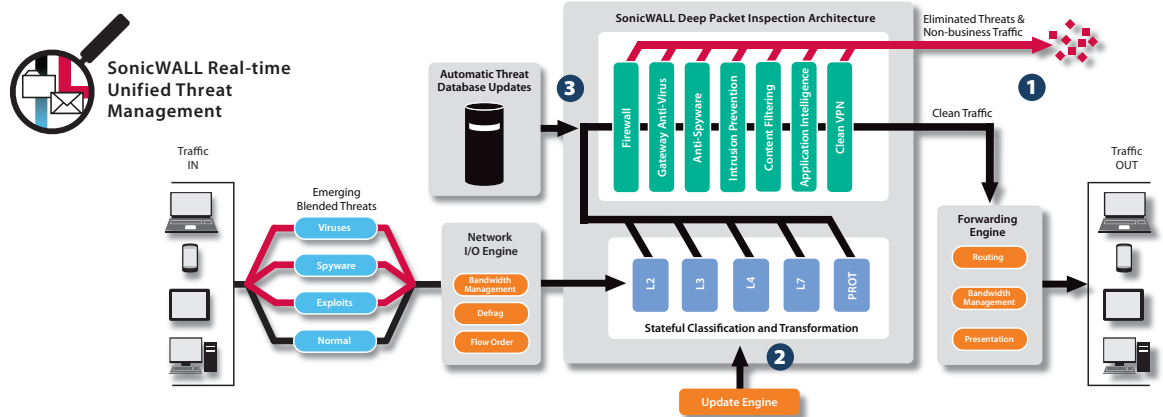 SonicWALL Real-time
Unified Threat
Management
SonicWALL Deep Packet Inspection Architecture
Firewall
Gateway Anti-Virus
Anti-Spyware
Intrusion Prevention
Content Filtering
Application Intelligence
Clean VPN
Eliminated Threats &
Non-business Traffic
1
Automatic Threat
Database Updates
3
Clean Traffic
Traffic
IN
Emerging
Blended Threats
Viruses
Spyware
Exploits
Normal
Network
I/O Engine
Bandwidth
Management
Defrag
Flow Order
L2
L3
L4
L7
PROT
Stateful Classification and Transformation
2
Update Engine
Forwarding
Engine
Routing
Bandwidth
Management
Presentation
Traffic
OUT